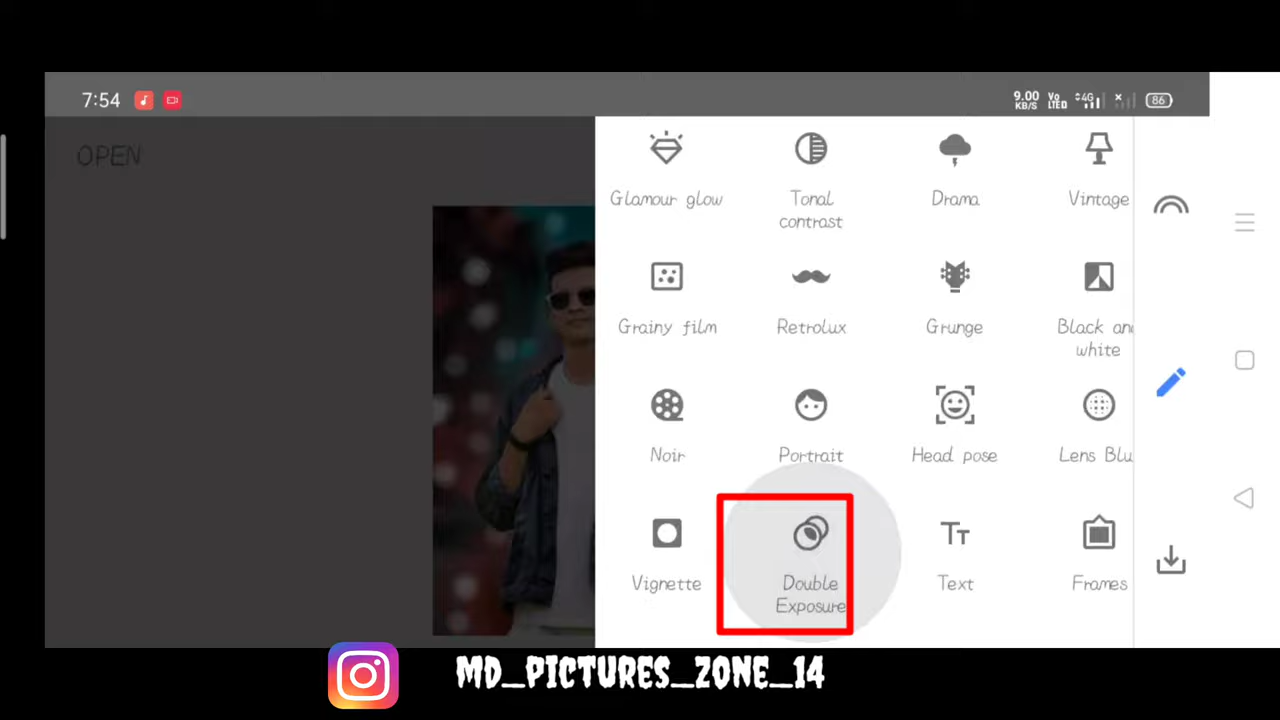 7:54
9.00 KB/S
Vo LTED
4G
86
OPEN
Glamour glow
Tonal contrast
Drama
Vintage
Grainy film
Retrolux
Grunge
Black and white
Noir
Portrait
Head pose
Lens Blu
Vignette
Double Exposure
Text
Frames
MD_PICTURES_ZONE_14